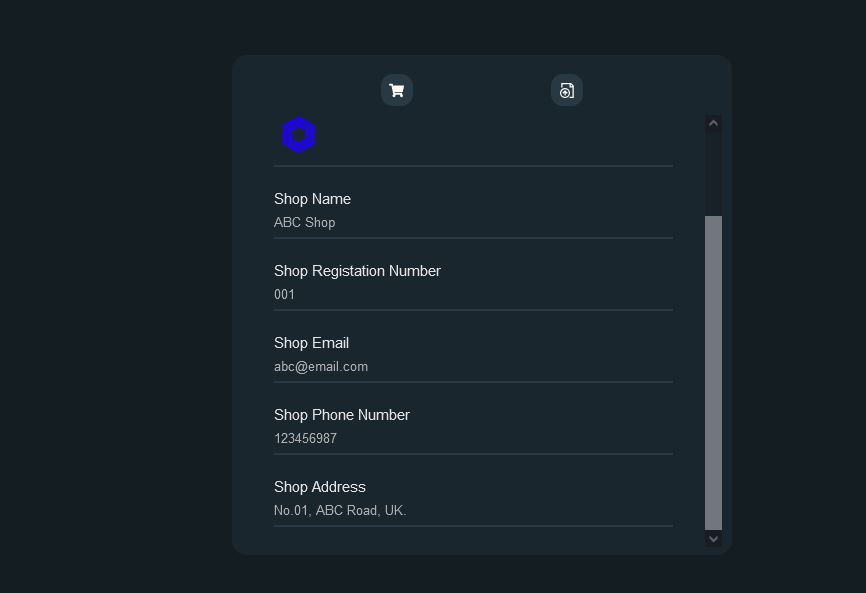 Shop Name
ABC Shop
Shop Registation Number
001
Shop Email
abc@email.com
Shop Phone Number
123456987
Shop Address
No.01, ABC Road, UK.